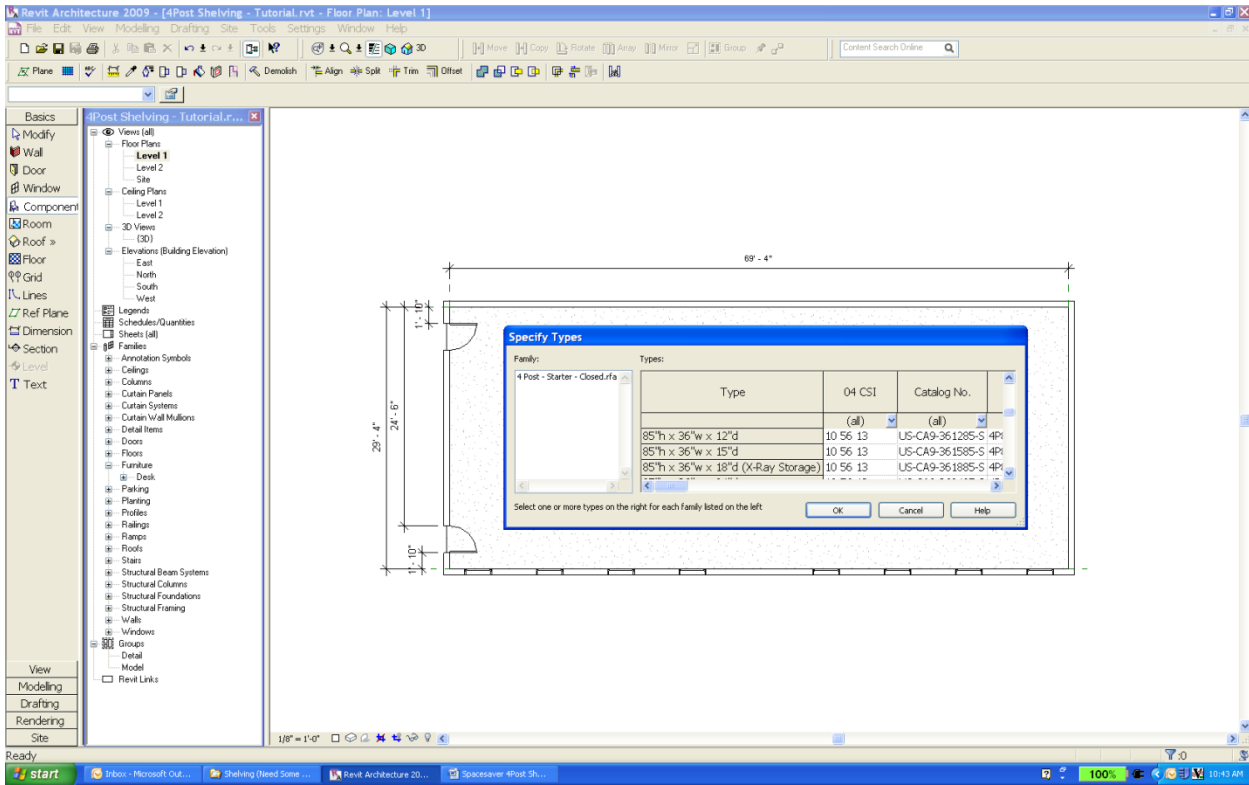 Revit Architecture 2009 - [4Post Shelving - Tutorial.rvt - Floor Plan: Level 1]
File Edit View Modelling Drafting Site Tools Settings Window Help
3D Move Copy Rotate Array Mirror Group Content Search Online
Plane Demolish Align Split Trim Offset
Basics
Modify
Wall
Door
Window
Component
Room
Roof »
Floor
Grid
Lines
Ref Plane
Dimension
Section
Level
Text
View
Modelling
Drafting
Rendering
Site
4Post Shelving - Tutorial.r...
Views (all)
Floor Plans
Level 1
Level 2
Site
Ceiling Plans
Level 1
Level 2
3D Views
{3D}
Elevations (Building Elevation)
East
North
South
West
Legends
Schedules/Quantities
Sheets (all)
Families
Annotation Symbols
Ceilings
Columns
Curtain Panels
Curtain Systems
Curtain Wall Mullions
Detail Items
Doors
Floors
Furniture
Desk
Parking
Planting
Profiles
Railings
Ramps
Roofs
Stairs
Structural Beam Systems
Structural Columns
Structural Foundations
Structural Framing
Walls
Windows
Groups
Detail
Model
Revit Links
69' - 4"
1' - 10"
24' - 6"
29' - 4"
1' - 10"
Specify Types
Family: Types:
4 Post - Starter - Closed.rfa
Type 04 CSI Catalog No.
(all) (all)
85"h x 36"w x 12"d 10 56 13 US-CA9-361285-S
85"h x 36"w x 15"d 10 56 13 US-CA9-361585-S
85"h x 36"w x 18"d (X-Ray Storage) 10 56 13 US-CA9-361885-S
Select one or more types on the right for each family listed on the left
OK Cancel Help
1/8" = 1'-0"
Ready :0
start Inbox - Microsoft Out... Shelving (Need Some ... Revit Architecture 20... Spacesaver 4Post Sh... 100% 10:43 AM